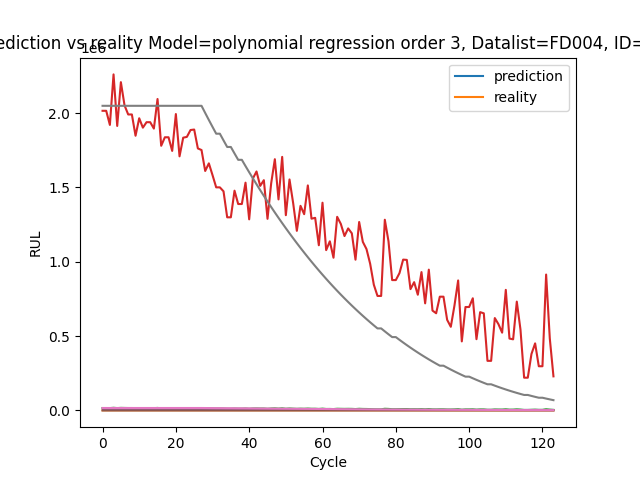 ediction vs reality Model=polynomial regression order 3, Datalist=FD004, ID=
1e6
prediction
reality
RUL
2.0
1.5
1.0
0.5
0.0
0 20 40 60 80 100 120
Cycle